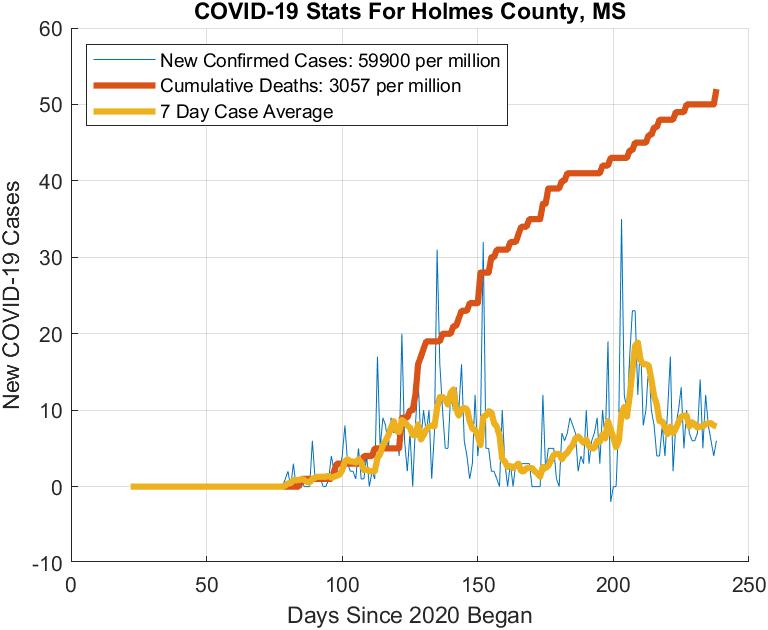 COVID-19 Stats For Holmes County, MS
New Confirmed Cases: 59900 per million
Cumulative Deaths: 3057 per million
7 Day Case Average
60
50
40
30
20
10
0
-10
New COVID-19 Cases
0 50 100 150 200 250
Days Since 2020 Began